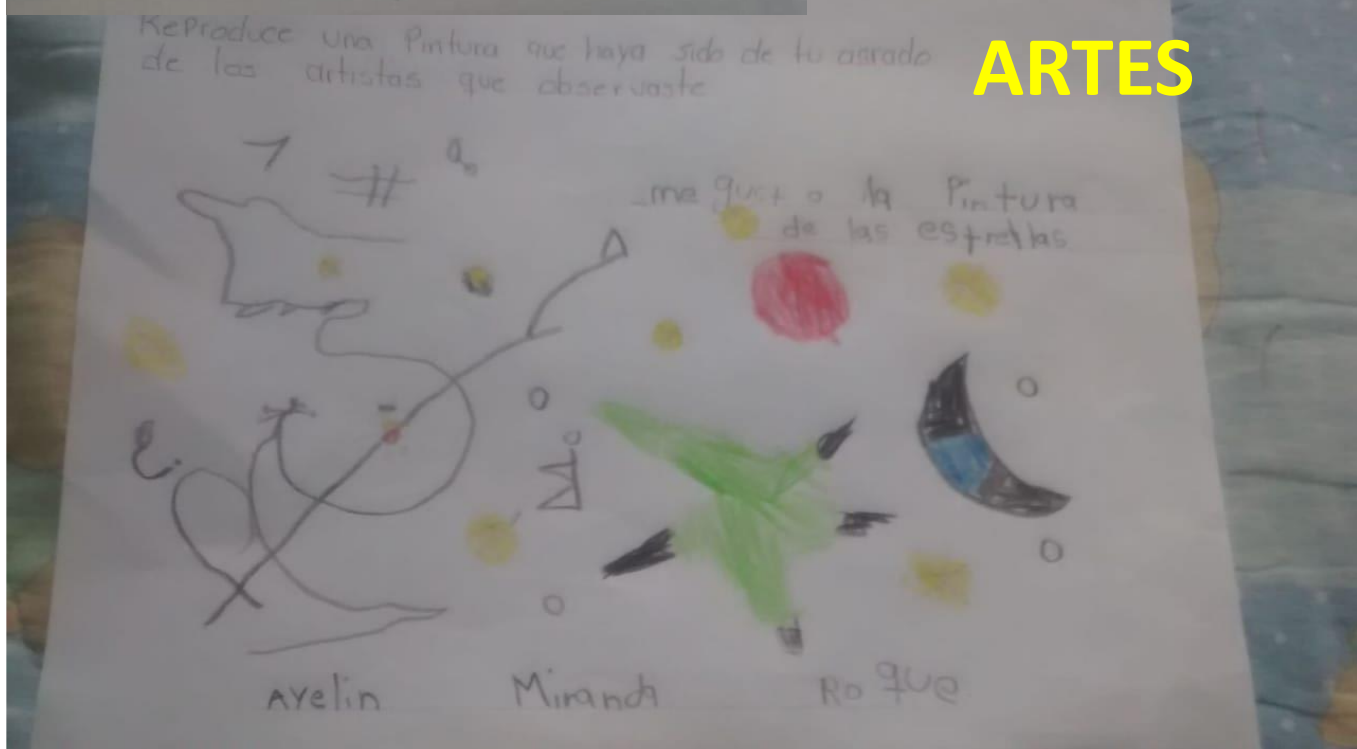 ARTES
Reproduce una Pintura que haya sido de tu agrado
de los artistas que observaste
me gusto la Pintura
de las estrellas
Ayelin Miranda Roque